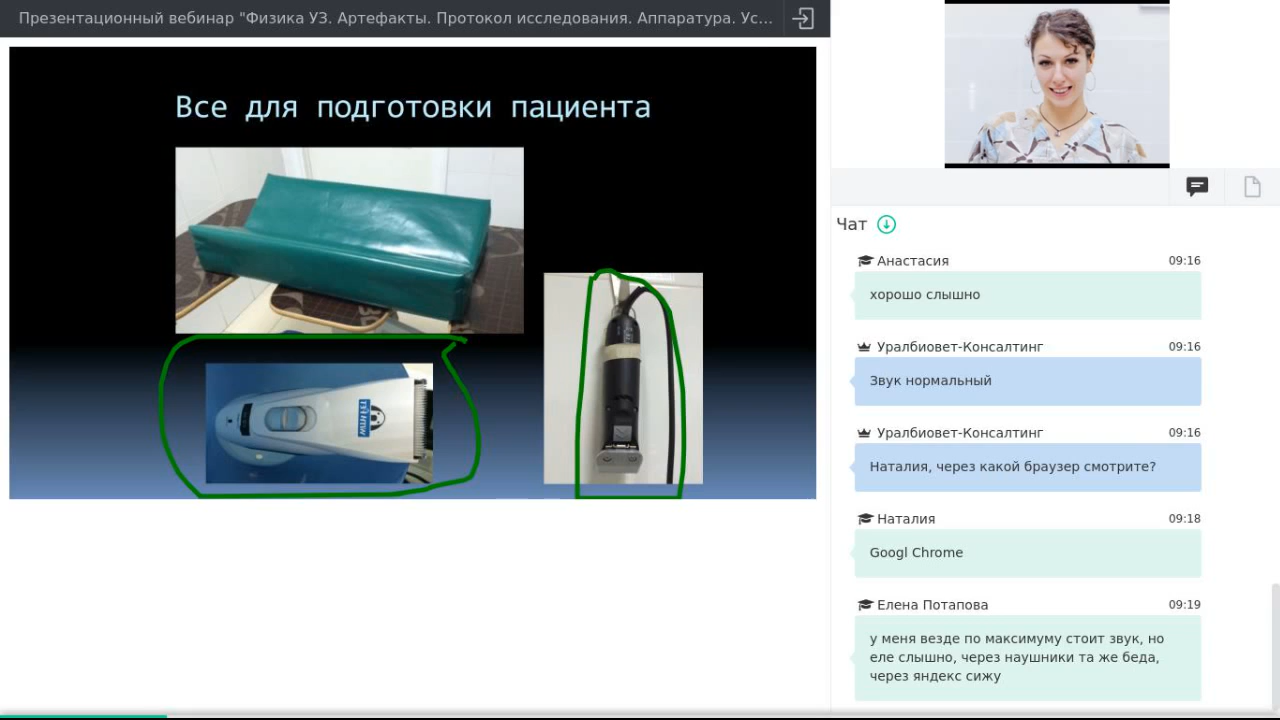 Презентационный вебинар "Физика УЗ. Артефакты. Протокол исследования. Аппаратура. Ус...
Все для подготовки пациента
Чат
Анастасия 09:16
хорошо слышно
Уралбиовет-Консалтинг 09:16
Звук нормальный
Уралбиовет-Консалтинг 09:16
Наталия, через какой браузер смотрите?
Наталия 09:18
Googl Chrome
Елена Потапова 09:19
у меня везде по максимуму стоит звук, но
еле слышно, через наушники та же беда,
через яндекс сижу